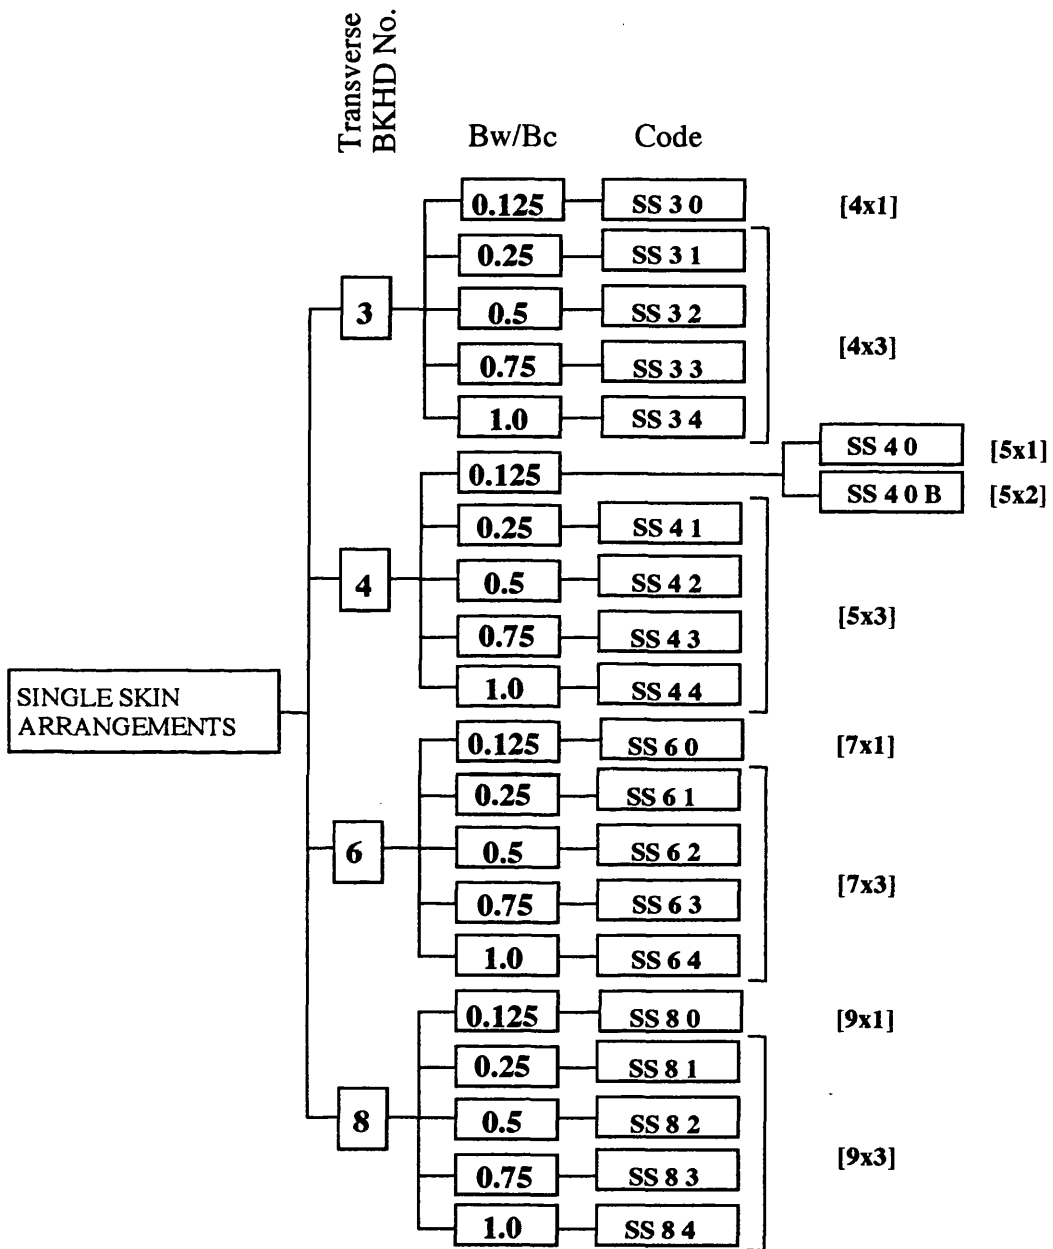 Transverse
BKHD No.
Bw/Bc Code
0.125 SS 3 0 [4x1]
0.25 SS 3 1
3 0.5 SS 3 2
0.75 SS 3 3 [4x3]
1.0 SS 3 4
SS 4 0 [5x1]
0.125
SS 4 0 B [5x2]
0.25 SS 4 1
4 0.5 SS 4 2
0.75 SS 4 3 [5x3]
1.0 SS 4 4
SINGLE SKIN
ARRANGEMENTS
0.125 SS 6 0 [7x1]
0.25 SS 6 1
6 0.5 SS 6 2
0.75 SS 6 3 [7x3]
1.0 SS 6 4
0.125 SS 8 0 [9x1]
0.25 SS 8 1
8 0.5 SS 8 2
0.75 SS 8 3 [9x3]
1.0 SS 8 4